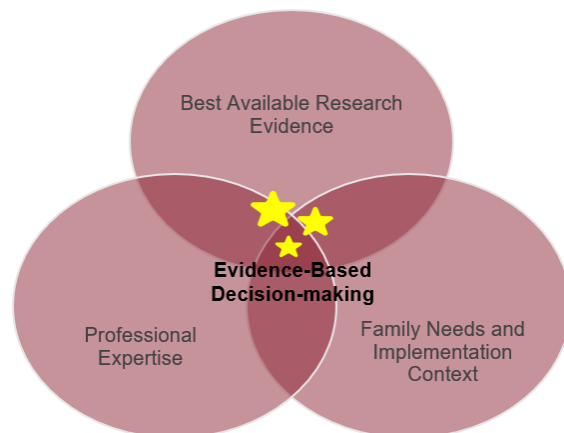 Best Available Research
Evidence
Evidence-Based
Decision-making
Professional
Expertise
Family Needs and
Implementation
Context